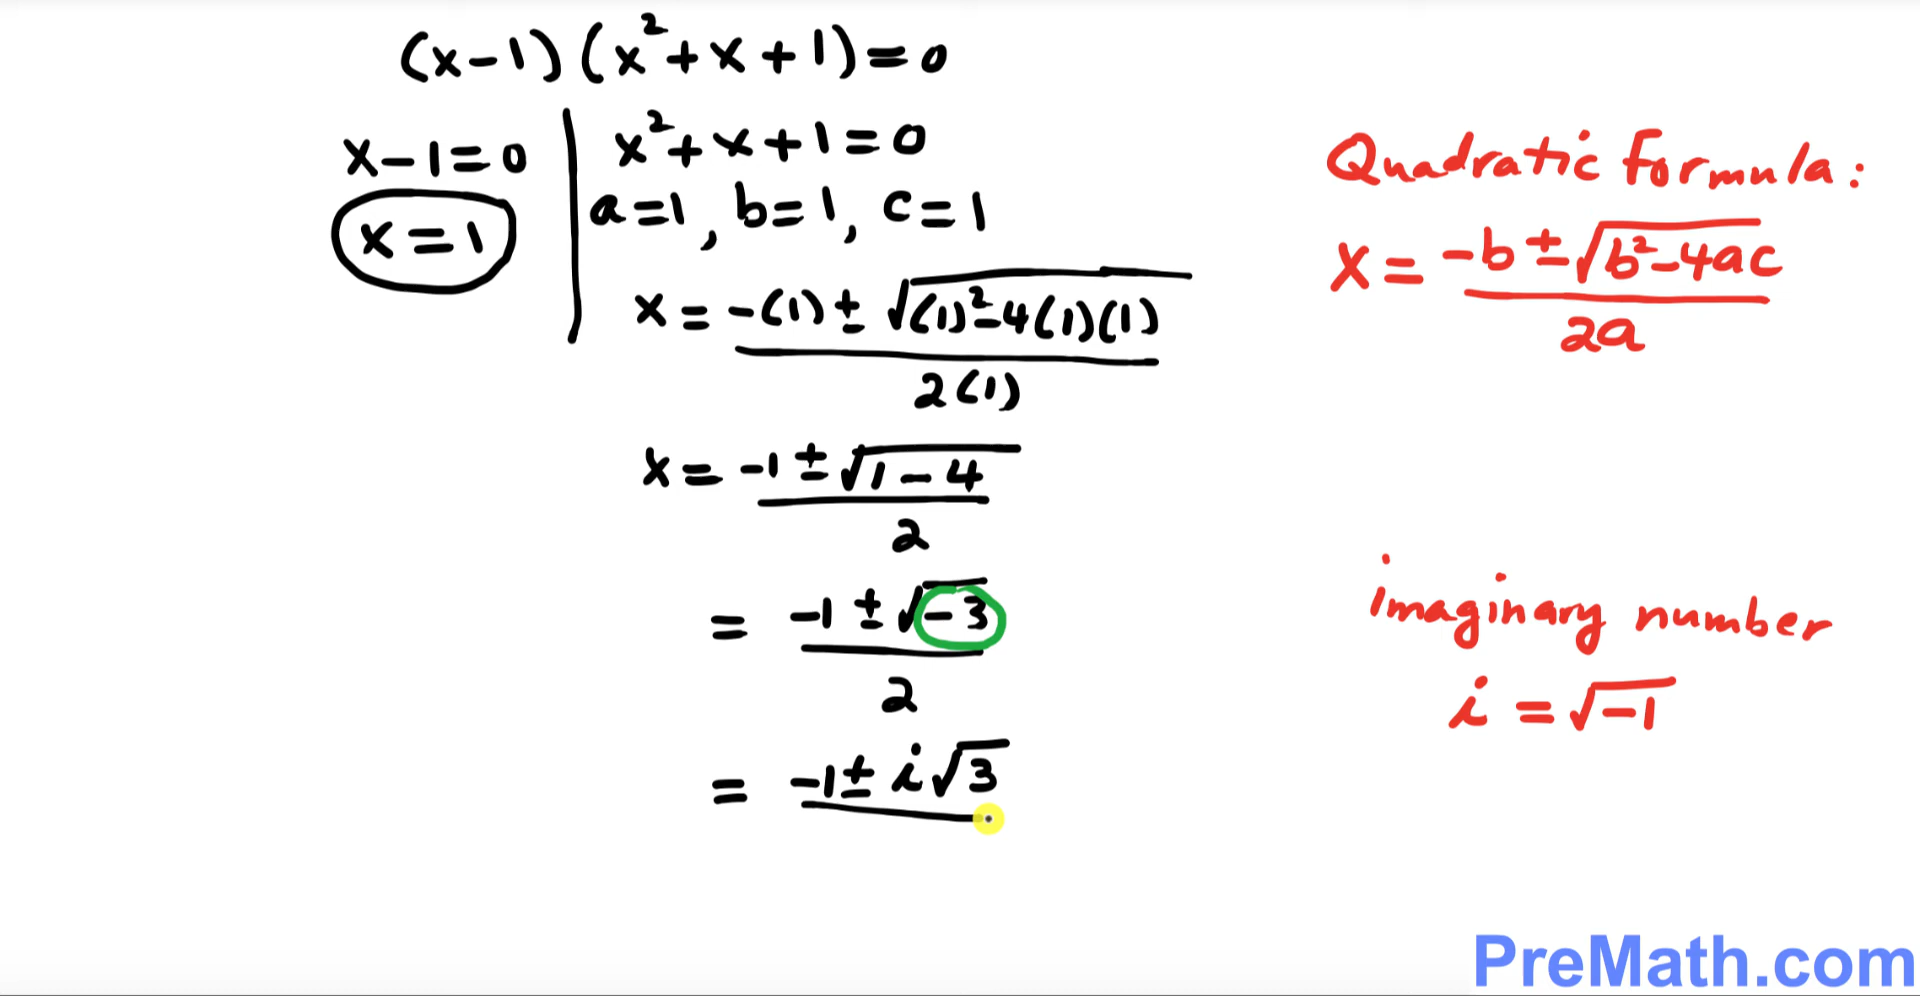 (x-1)(x²+x+1)=0
x-1=0
x=1
x²+x+1=0
a=1, b=1, c=1
x = -(1) ± √(1)²-4(1)(1)
2(1)
x = -1 ± √1-4
2
= -1 ± √-3
2
= -1 ± i√3
Quadratic formula:
x = -b ± √b²-4ac
2a
imaginary number
i = √-1
PreMath.com